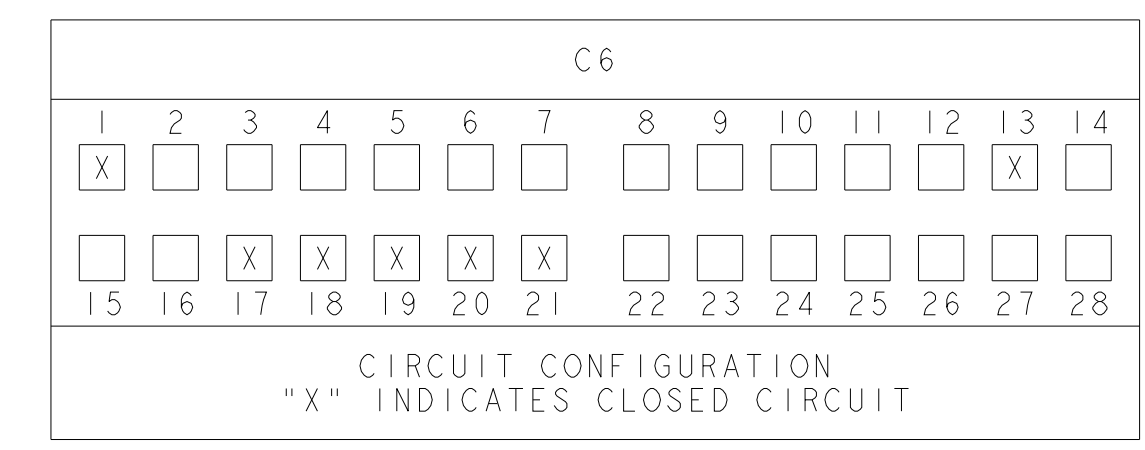 C6
1 2 3 4 5 6 7 8 9 10 11 12 13 14
X X
X X X X X
15 16 17 18 19 20 21 22 23 24 25 26 27 28
CIRCUIT CONFIGURATION
"X" INDICATES CLOSED CIRCUIT